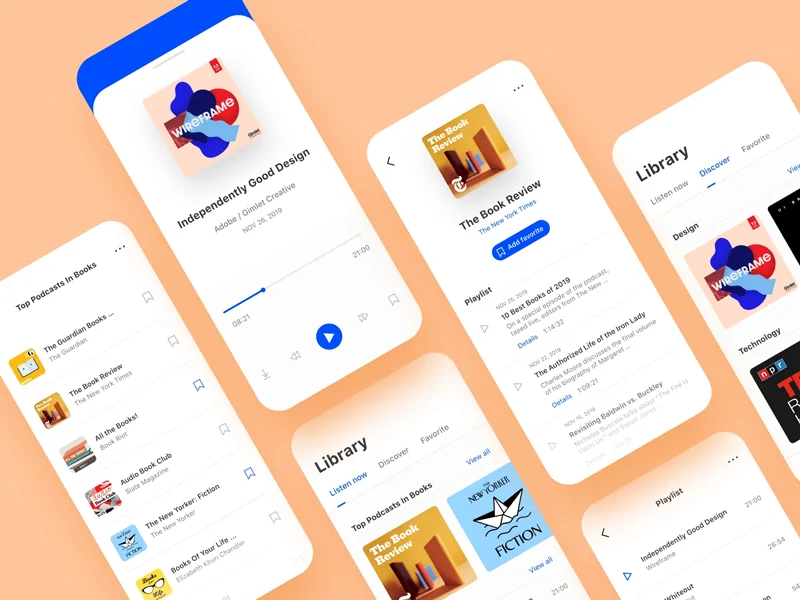 Top Podcasts In Books
The Guardian Books ...
The Guardian
The Book Review
The New York Times
All the Books!
Book Riot
Audio Book Club
Slate Magazine
The New Yorker: Fiction
The New Yorker
Books Of Your Life ...
Elizabeth Khuri Chandler
WIREFRAME
Gimlet
Independently Good Design
Adobe / Gimlet Creative
NOV 26, 2019
08:21
21:00
Library
Listen now
Discover
Favorite
Top Podcasts In Books
View all
The Book
Review
THE
NEW YORKER
FICTION
View all
21:00
The Book
Review
The Book Review
The New York Times
Add favorite
Playlist
NOV 26, 2019
10 Best Books of 2019
On a special episode of the podcast,
taped live, editors from The New ...
Details
1:14:32
NOV 22, 2019
The Authorized Life of the Iron Lady
Charles Moore discusses the final volume
of his biography of Margaret ...
Details
1:09:21
NOV 15, 2019
Revisiting Baldwin vs. Buckley
Nicholas Buccola talks about "The Fire Is
Upon Us" and Saeed Jones ...
Details
Library
Listen now
Discover
Favorite
Design
View
WIREFRAME
Gimlet
Technology
npr
Playlist
Independently Good Design
Wireframe
21:00
Whiteout
26:54